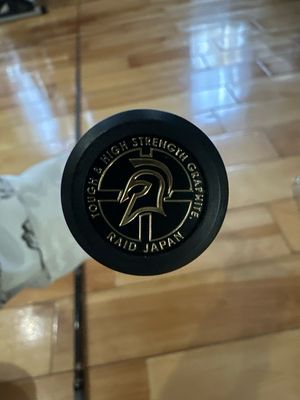 TOUGH & HIGH STRENGTH GRAPHITE
RAID JAPAN